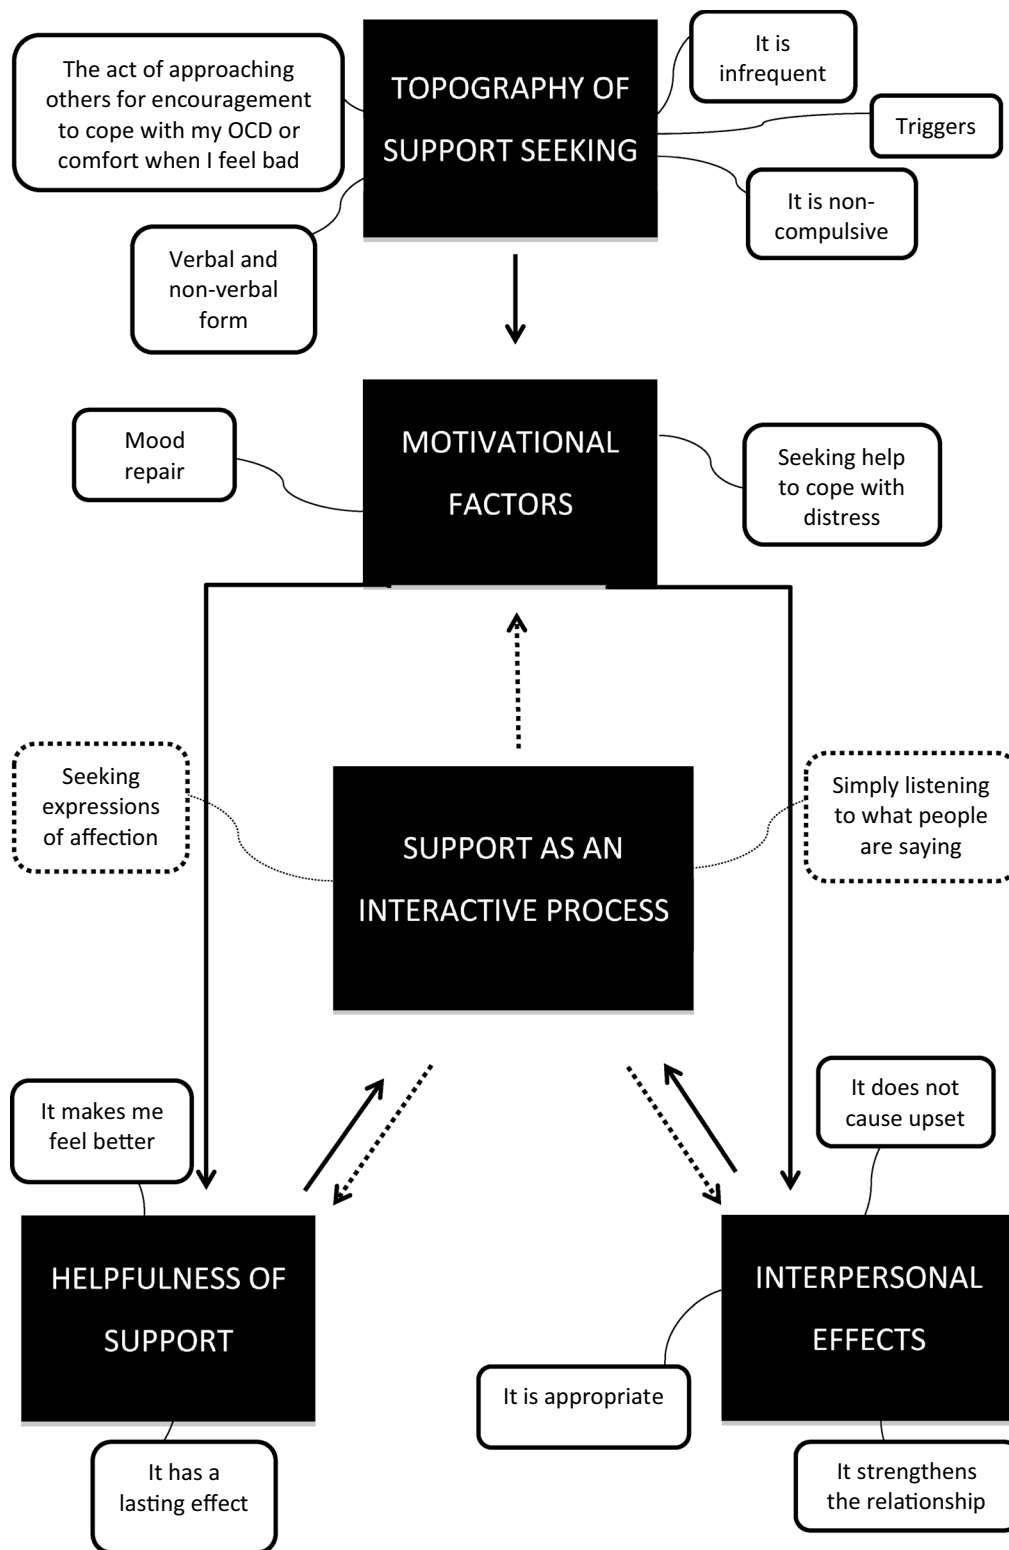 The act of approaching
others for encouragement
to cope with my OCD or
comfort when I feel bad
TOPOGRAPHY OF
SUPPORT SEEKING
It is
infrequent
Triggers
It is non-
compulsive
Verbal and
non-verbal
form
Mood
repair
MOTIVATIONAL
FACTORS
Seeking help
to cope with
distress
Seeking
expressions
of affection
SUPPORT AS AN
INTERACTIVE PROCESS
Simply listening
to what people
are saying
It makes me
feel better
It does not
cause upset
HELPFULNESS OF
SUPPORT
INTERPERSONAL
EFFECTS
It is appropriate
It has a
lasting effect
It strengthens
the relationship